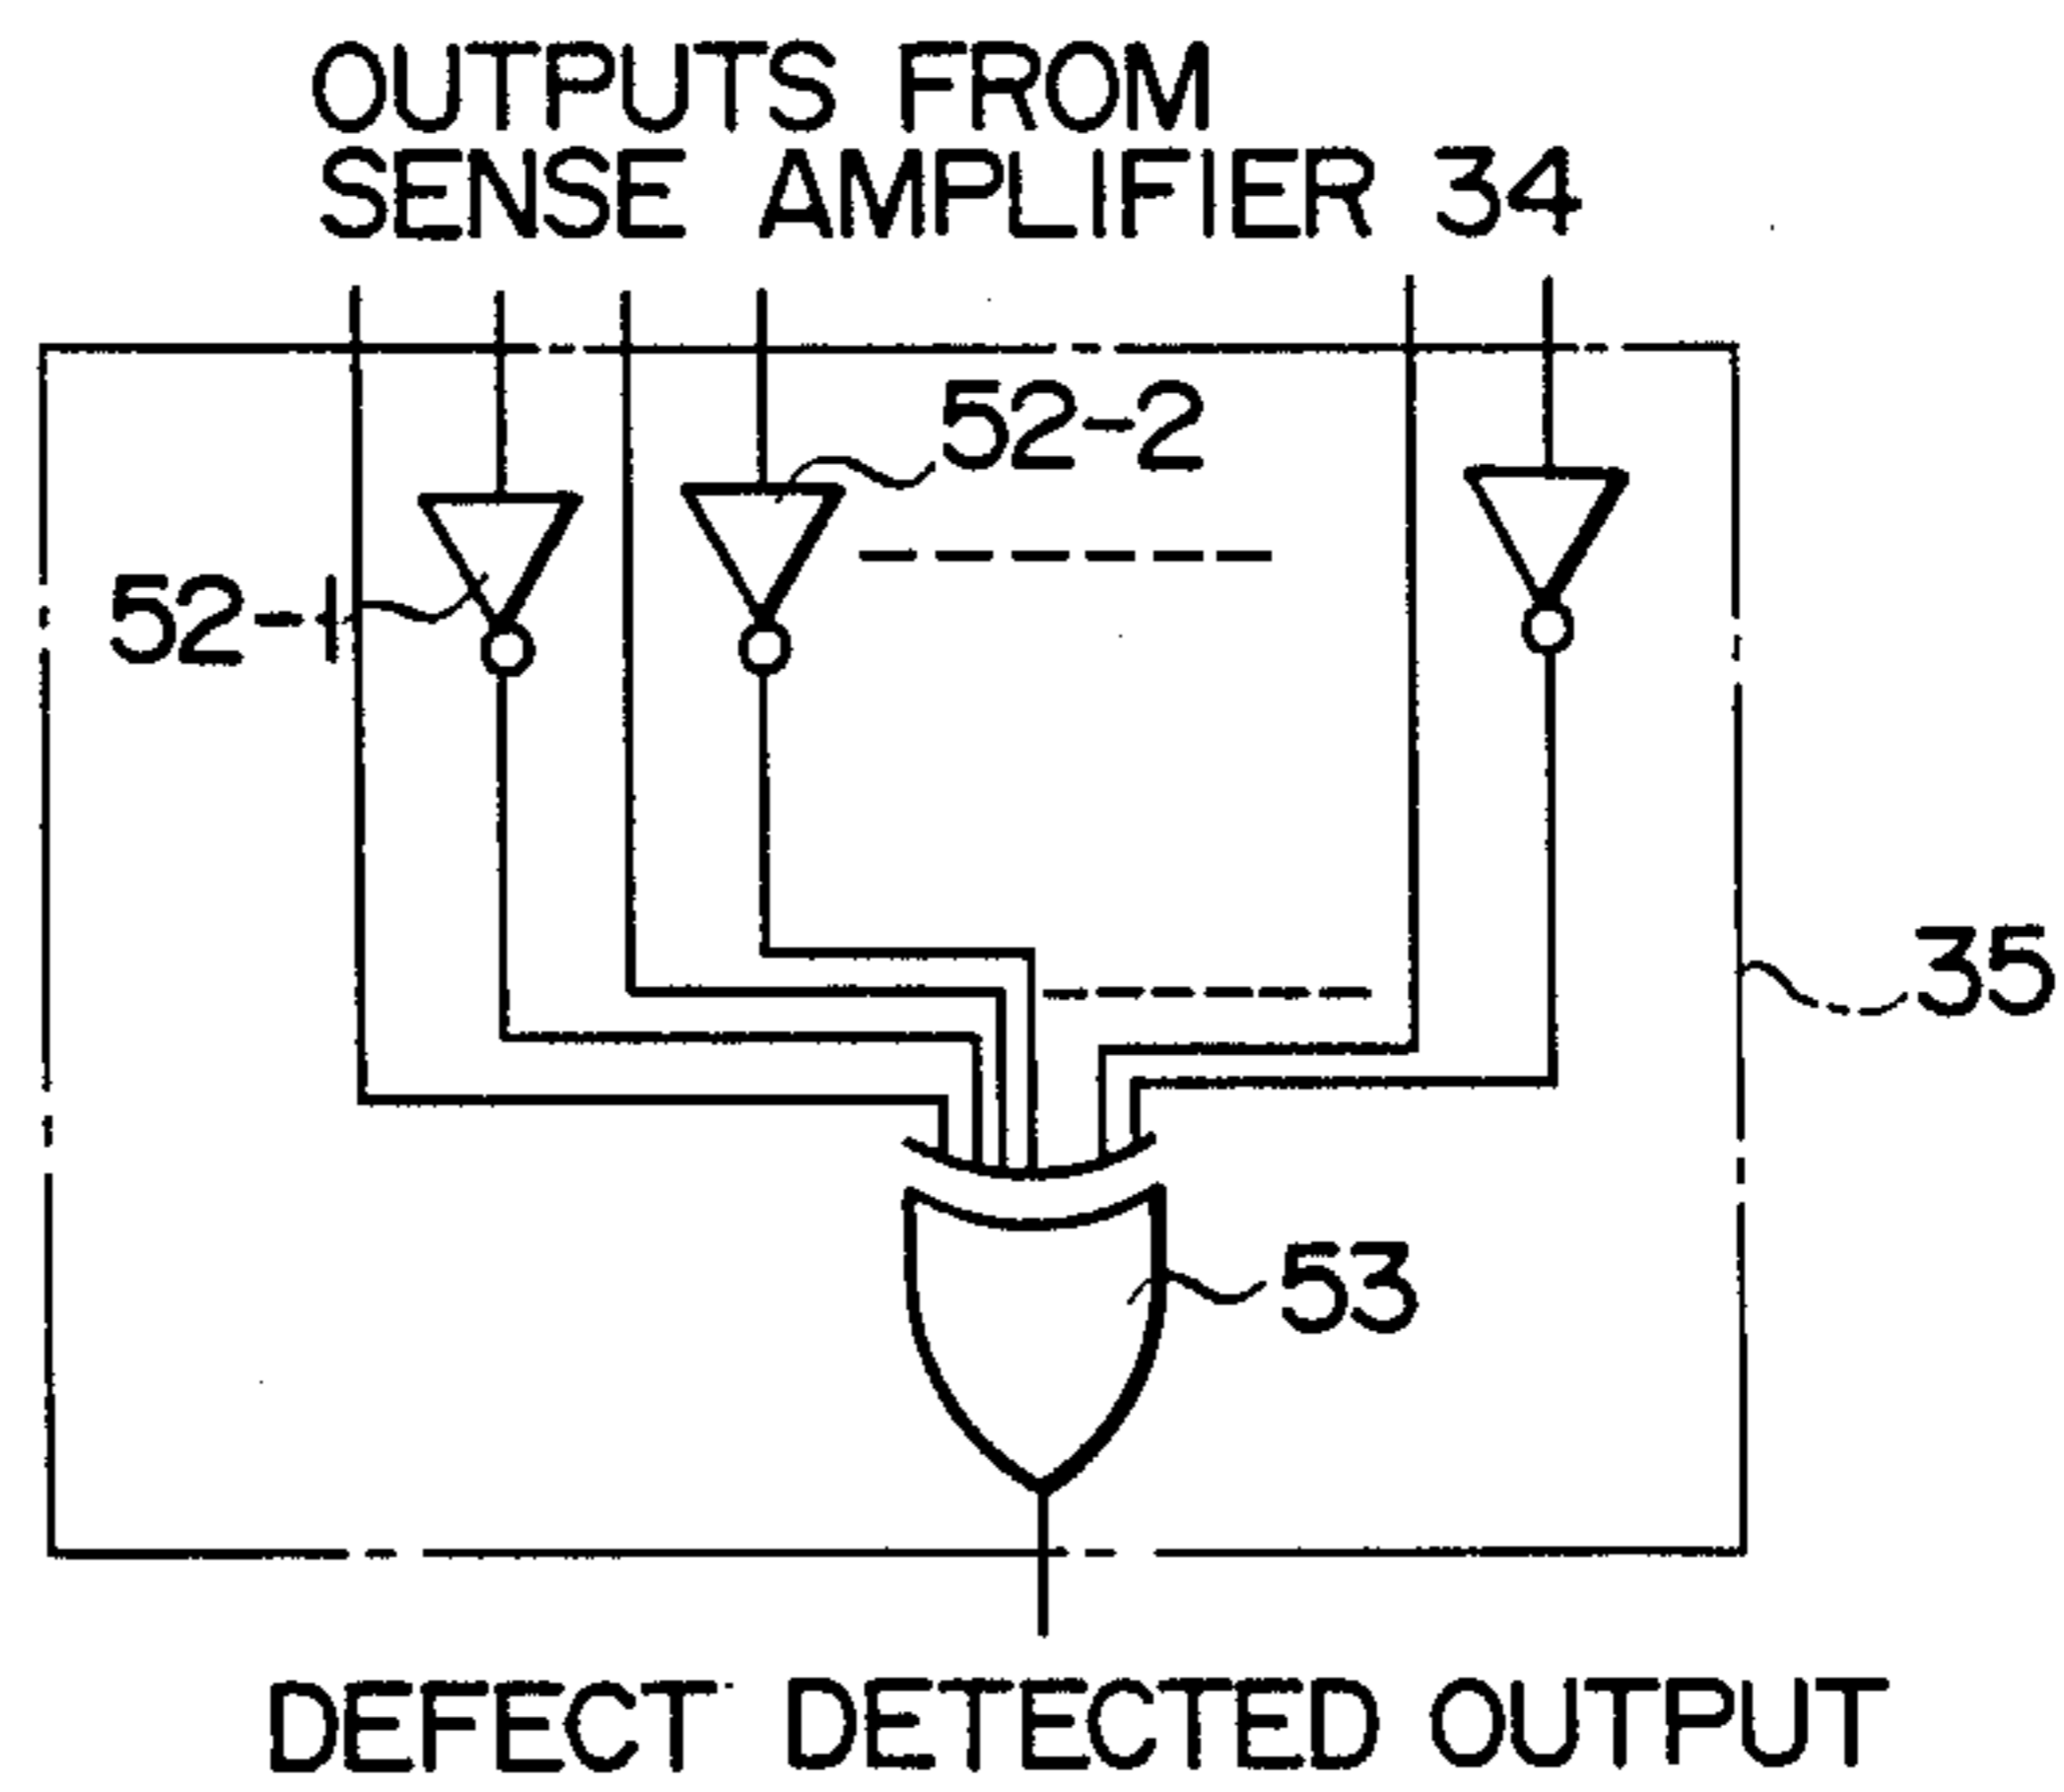 OUTPUTS FROM
SENSE AMPLIFIER 34
52-2
52-1
35
53
DEFECT DETECTED OUTPUT